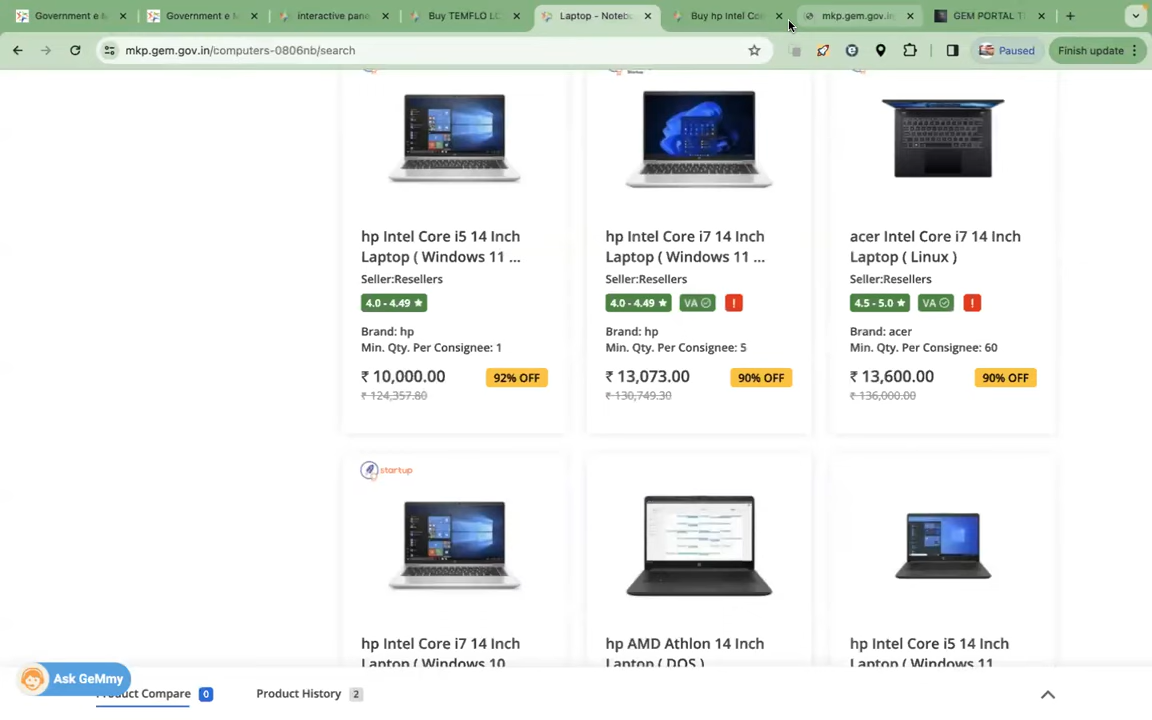 Government e M
Government e M
interactive pane
Buy TEMFLO LC
Laptop - Notebo
Buy hp Intel Cor
mkp.gem.gov.in
GEM PORTAL T
mkp.gem.gov.in/computers-0806nb/search
Paused
Finish update
hp Intel Core i5 14 Inch
Laptop ( Windows 11 ...
Seller:Resellers
4.0 - 4.49 ★
Brand: hp
Min. Qty. Per Consignee: 1
₹ 10,000.00
92% OFF
₹ 124,357.80
hp Intel Core i7 14 Inch
Laptop ( Windows 11 ...
Seller:Resellers
4.0 - 4.49 ★ VA !
Brand: hp
Min. Qty. Per Consignee: 5
₹ 13,073.00
90% OFF
₹ 130,749.30
acer Intel Core i7 14 Inch
Laptop ( Linux )
Seller:Resellers
4.5 - 5.0 ★ VA !
Brand: acer
Min. Qty. Per Consignee: 60
₹ 13,600.00
90% OFF
₹ 136,000.00
startup
hp Intel Core i7 14 Inch
Laptop ( Windows 10
hp AMD Athlon 14 Inch
Laptop ( DOS )
hp Intel Core i5 14 Inch
Laptop ( Windows 11
Ask GeMmy
Product Compare 0
Product History 2